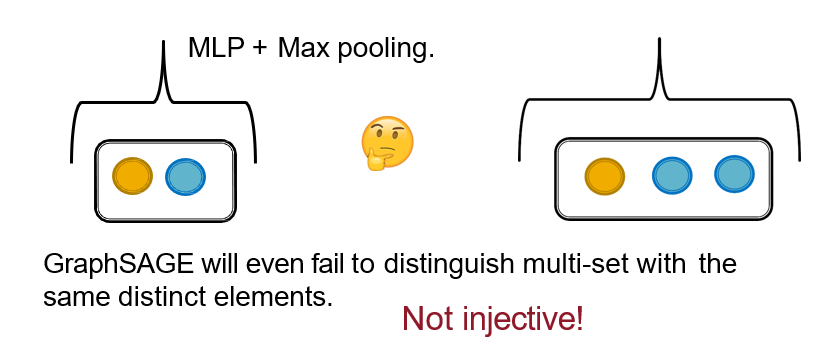 MLP + Max pooling.
GraphSAGE will even fail to distinguish multi-set with the
same distinct elements.
Not injective!